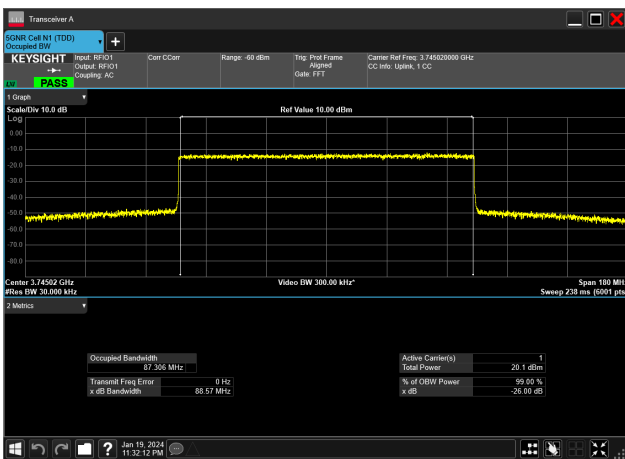 Transceiver A
5GNR Cell N1 (TDD)
Occupied BW
+
KEYSIGHT
PASS
Input: RFIO1
Output: RFIO1
Coupling: AC
Corr CCorr
Range: -60 dBm
Trig: Prot Frame
Aligned
Gate: FFT
Carrier Ref Freq: 3.745020000 GHz
CC Info: Uplink, 1 CC
1 Graph
Scale/Div 10.0 dB
Ref Value 10.00 dBm
Log
0.00
-10.0
-20.0
-30.0
-40.0
-50.0
-60.0
-70.0
-80.0
Center 3.74502 GHz
Video BW 300.00 kHz*
Span 180 MHz
#Res BW 30.000 kHz
Sweep 238 ms (6001 pts
2 Metrics
Occupied Bandwidth
87.306 MHz
Transmit Freq Error 0 Hz
x dB Bandwidth 88.57 MHz
Active Carrier(s) 1
Total Power 20.1 dBm
% of OBW Power 99.00 %
x dB -26.00 dB
?
Jan 19, 2024
11:32:12 PM